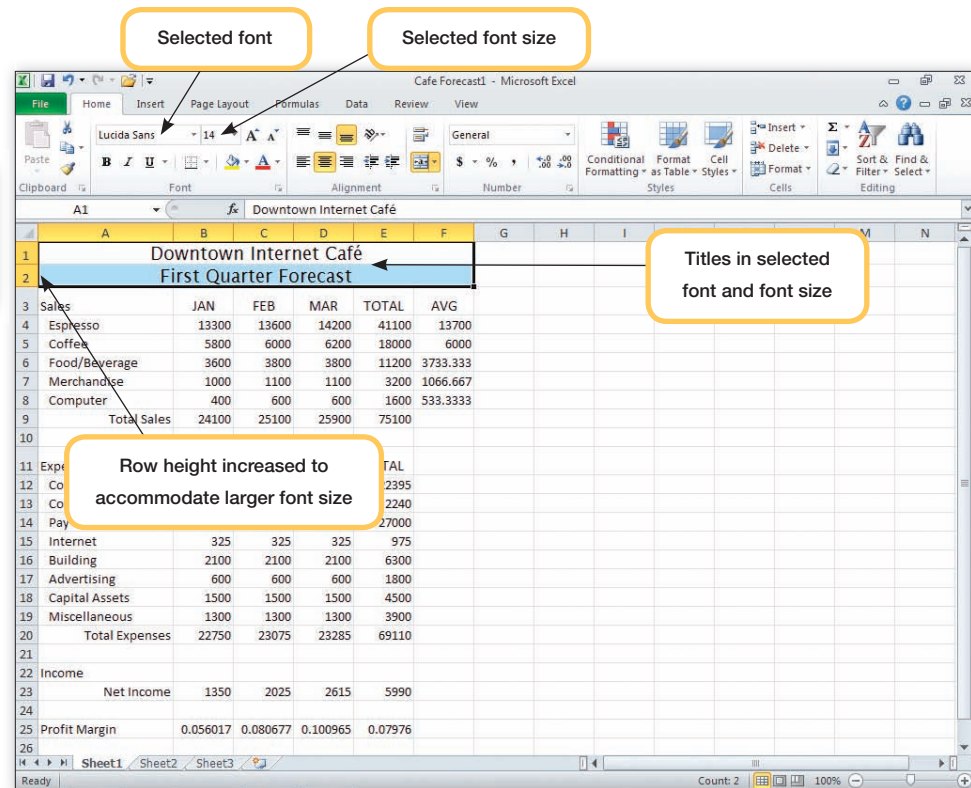 Selected font
Selected font size
Cafe Forecast1 - Microsoft Excel
File Home Insert Page Layout Formulas Data Review View
Lucida Sans 14 A A General
Paste B I U A $ % , .0 .00 .00 .0 Conditional Formatting Format as Table Cell Styles Insert Delete Format Σ Sort & Filter Find & Select
Clipboard Font Alignment Number Styles Cells Editing
A1 fx Downtown Internet Café
A B C D E F G H I M N
1 Downtown Internet Café
2 First Quarter Forecast
Titles in selected
font and font size
3 Sales JAN FEB MAR TOTAL AVG
4 Espresso 13300 13600 14200 41100 13700
5 Coffee 5800 6000 6200 18000 6000
6 Food/Beverage 3600 3800 3800 11200 3733.333
7 Merchandise 1000 1100 1100 3200 1066.667
8 Computer 400 600 600 1600 533.3333
9 Total Sales 24100 25100 25900 75100
10
Row height increased to
accommodate larger font size
11 Expe TAL
12 Co 2395
13 Co 2240
14 Pay 27000
15 Internet 325 325 325 975
16 Building 2100 2100 2100 6300
17 Advertising 600 600 600 1800
18 Capital Assets 1500 1500 1500 4500
19 Miscellaneous 1300 1300 1300 3900
20 Total Expenses 22750 23075 23285 69110
21
22 Income
23 Net Income 1350 2025 2615 5990
24
25 Profit Margin 0.056017 0.080677 0.100965 0.07976
26
Sheet1 Sheet2 Sheet3
Ready Count: 2 100%